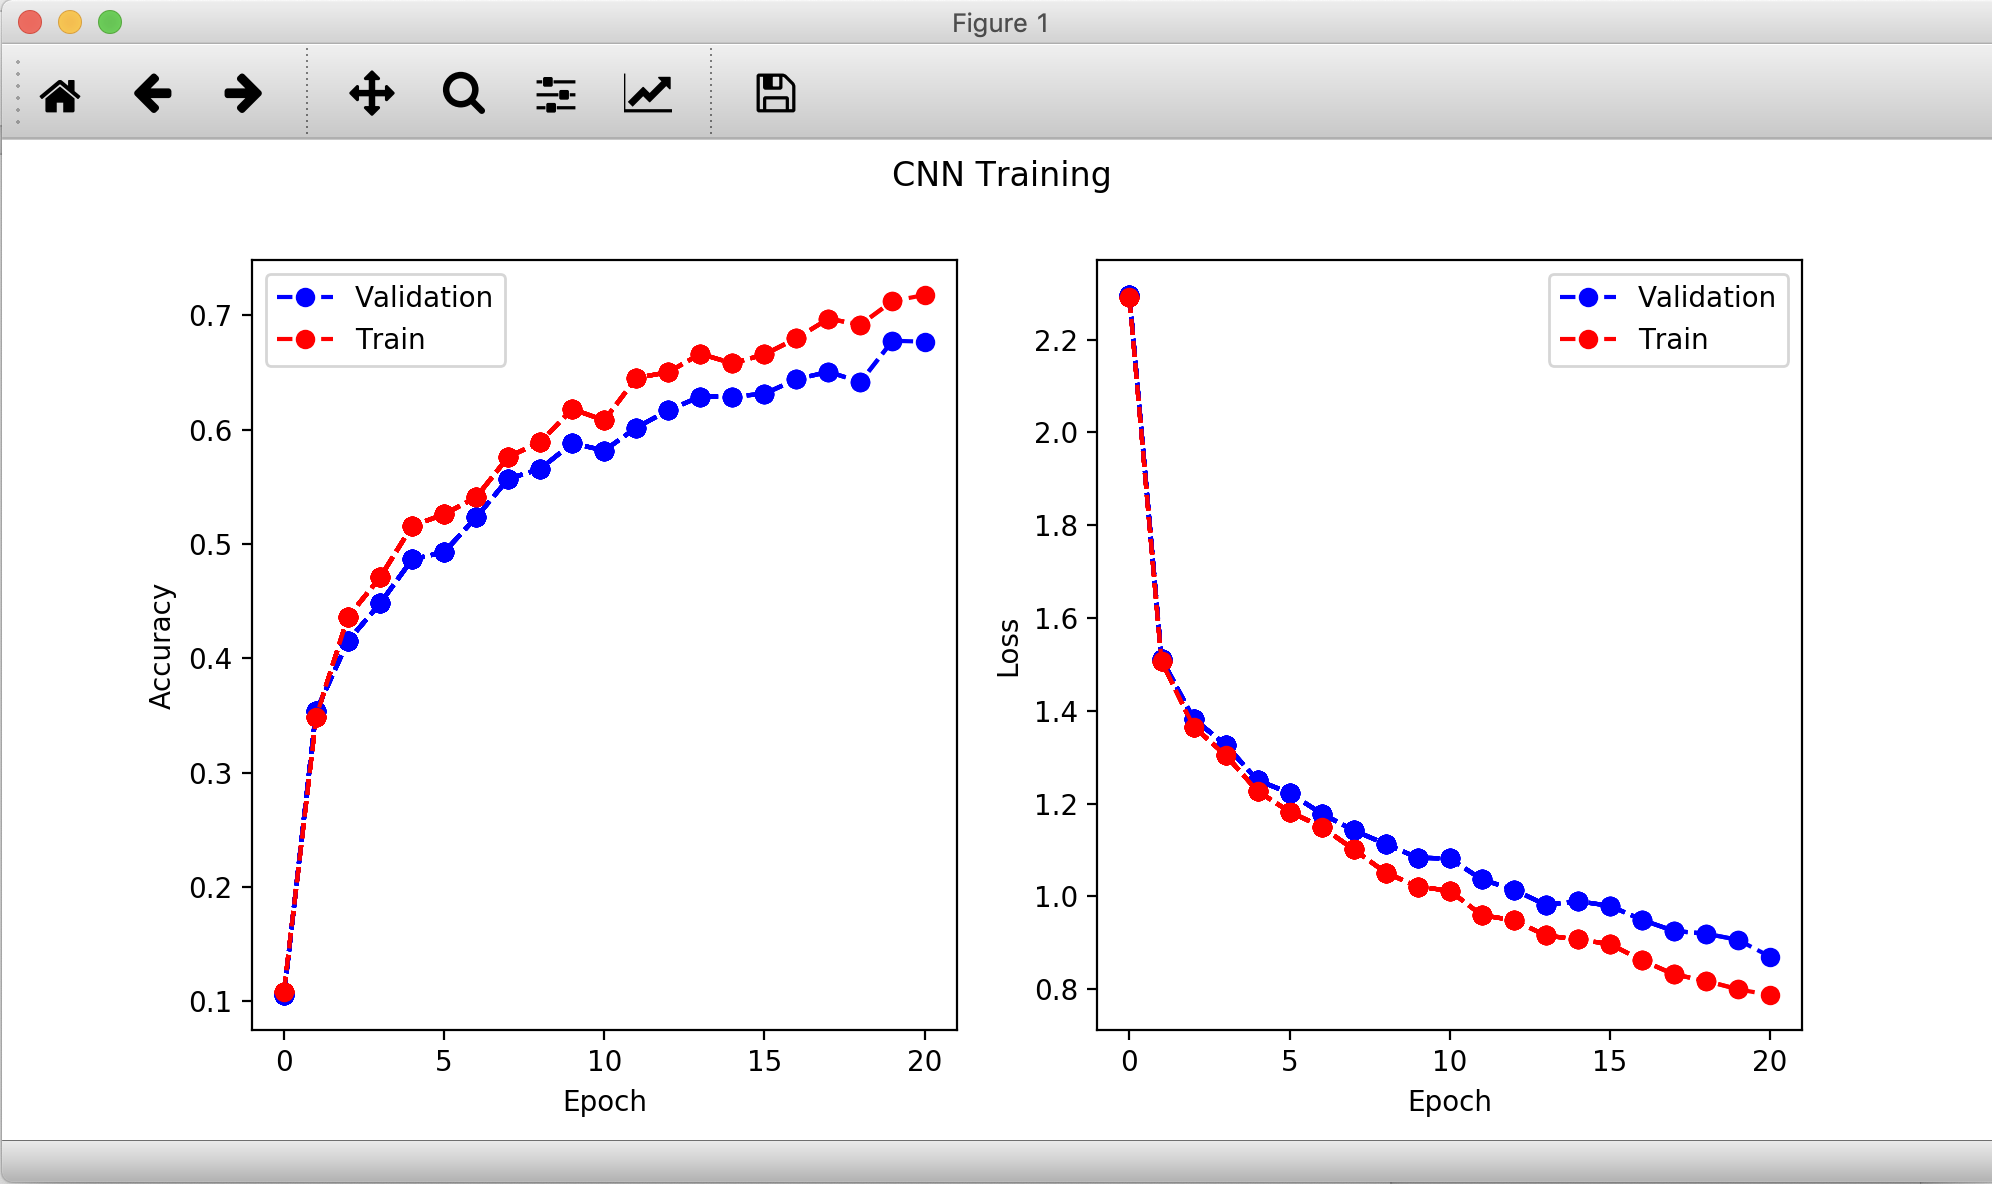 Figure 1
CNN Training
Validation
Train
0.7
0.6
0.5
0.4
0.3
0.2
0.1
Accuracy
0 5 10 15 20
Epoch
Validation
Train
2.2
2.0
1.8
1.6
1.4
1.2
1.0
0.8
Loss
0 5 10 15 20
Epoch